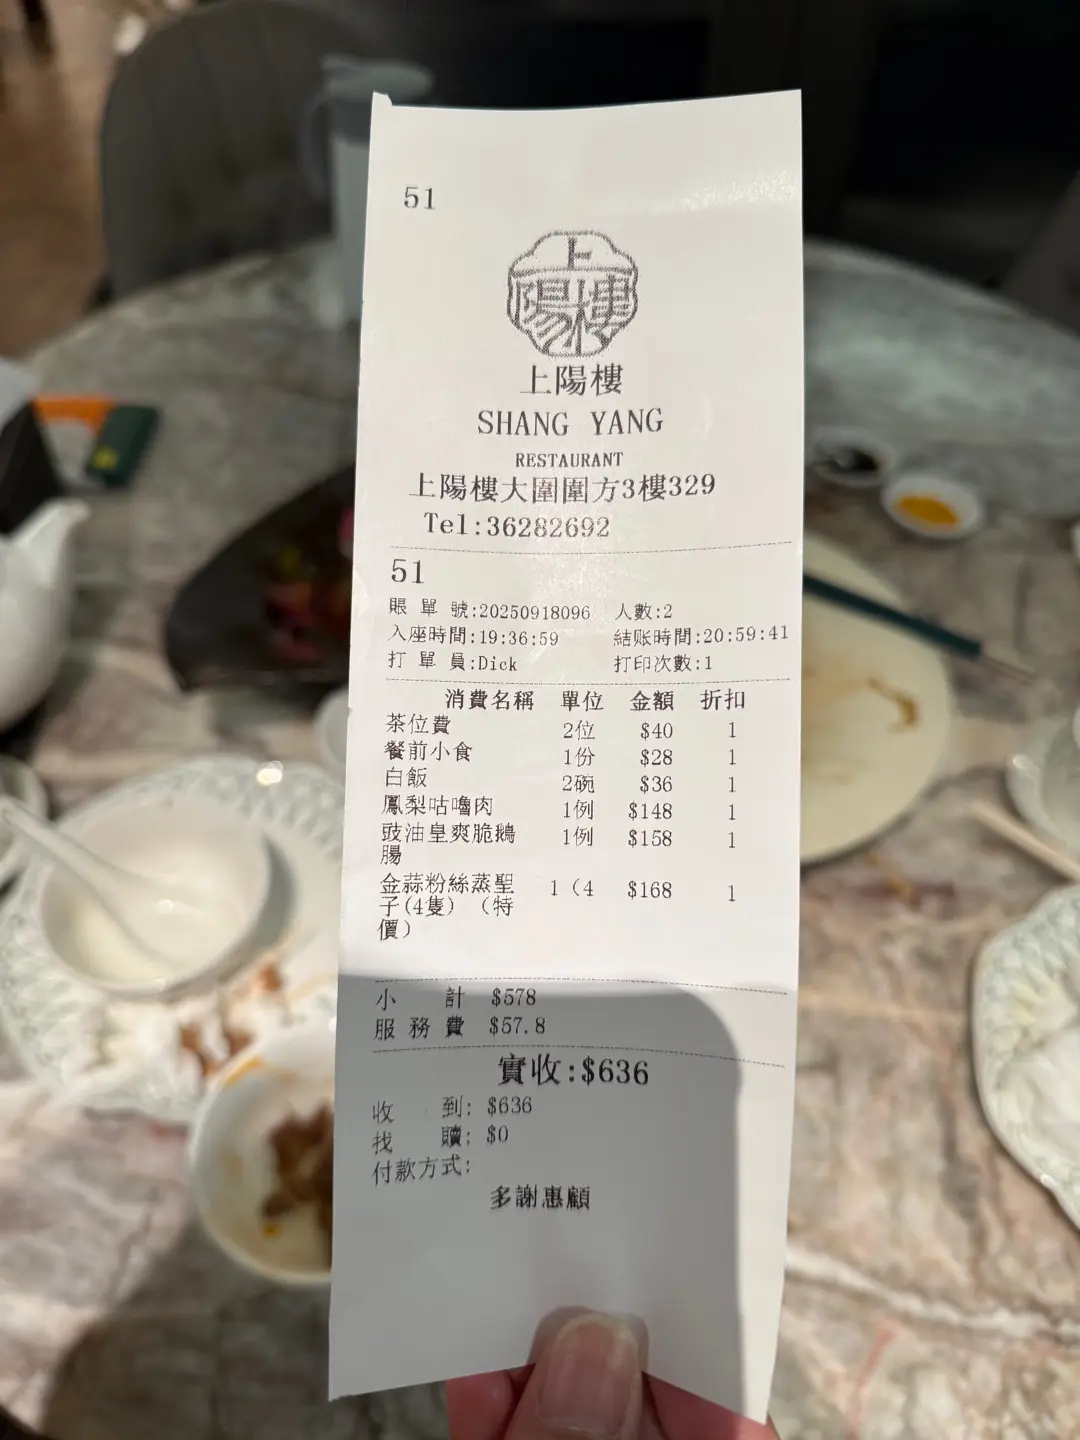 51
上陽樓
上陽樓
SHANG YANG
RESTAURANT
上陽樓大圍圍方3樓329
Tel:36282692
51
賬單號:20250918096 人數:2
入座時間:19:36:59 結账時間:20:59:41
打單員:Dick 打印次數:1
消費名稱 單位 金額 折扣
茶位費 2位 $40 1
餐前小食 1份 $28 1
白飯 2碗 $36 1
鳳梨咕嚕肉 1例 $148 1
豉油皇爽脆鵝 1例 $158 1
腸
金蒜粉絲蒸聖 1（4 $168 1
子(4隻）（特
價）
小計 $578
服務費 $57.8
實收:$636
收到: $636
找贖: $0
付款方式:
多謝惠顧